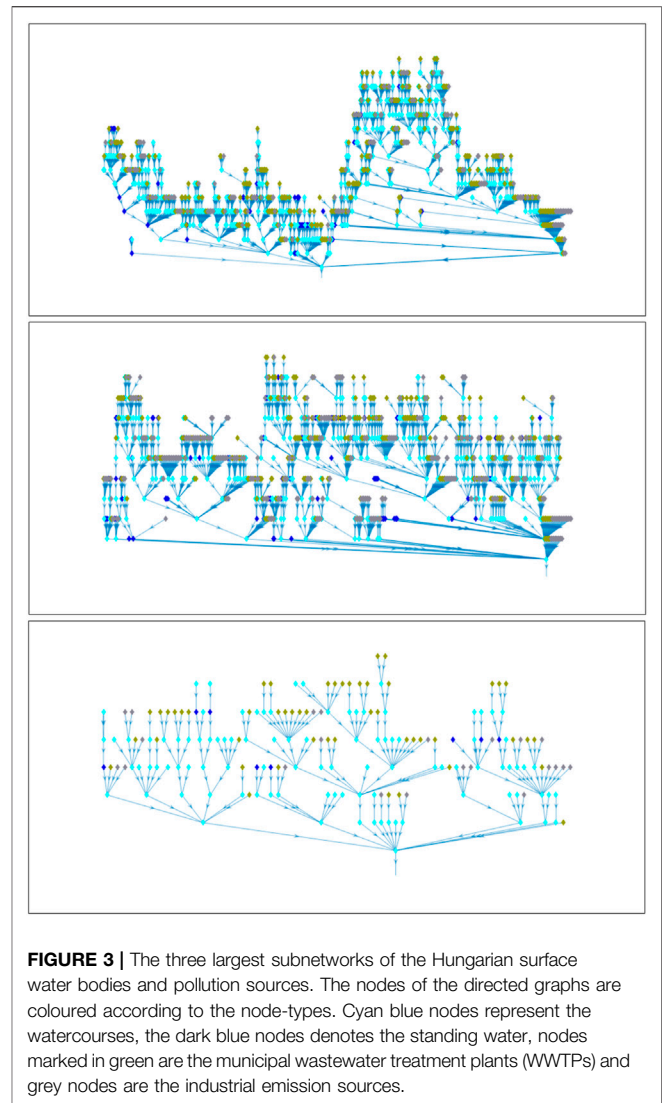 FIGURE 3 | The three largest subnetworks of the Hungarian surface
water bodies and pollution sources. The nodes of the directed graphs are
coloured according to the node-types. Cyan blue nodes represent the
watercourses, the dark blue nodes denotes the standing water, nodes
marked in green are the municipal wastewater treatment plants (WWTPs) and
grey nodes are the industrial emission sources.